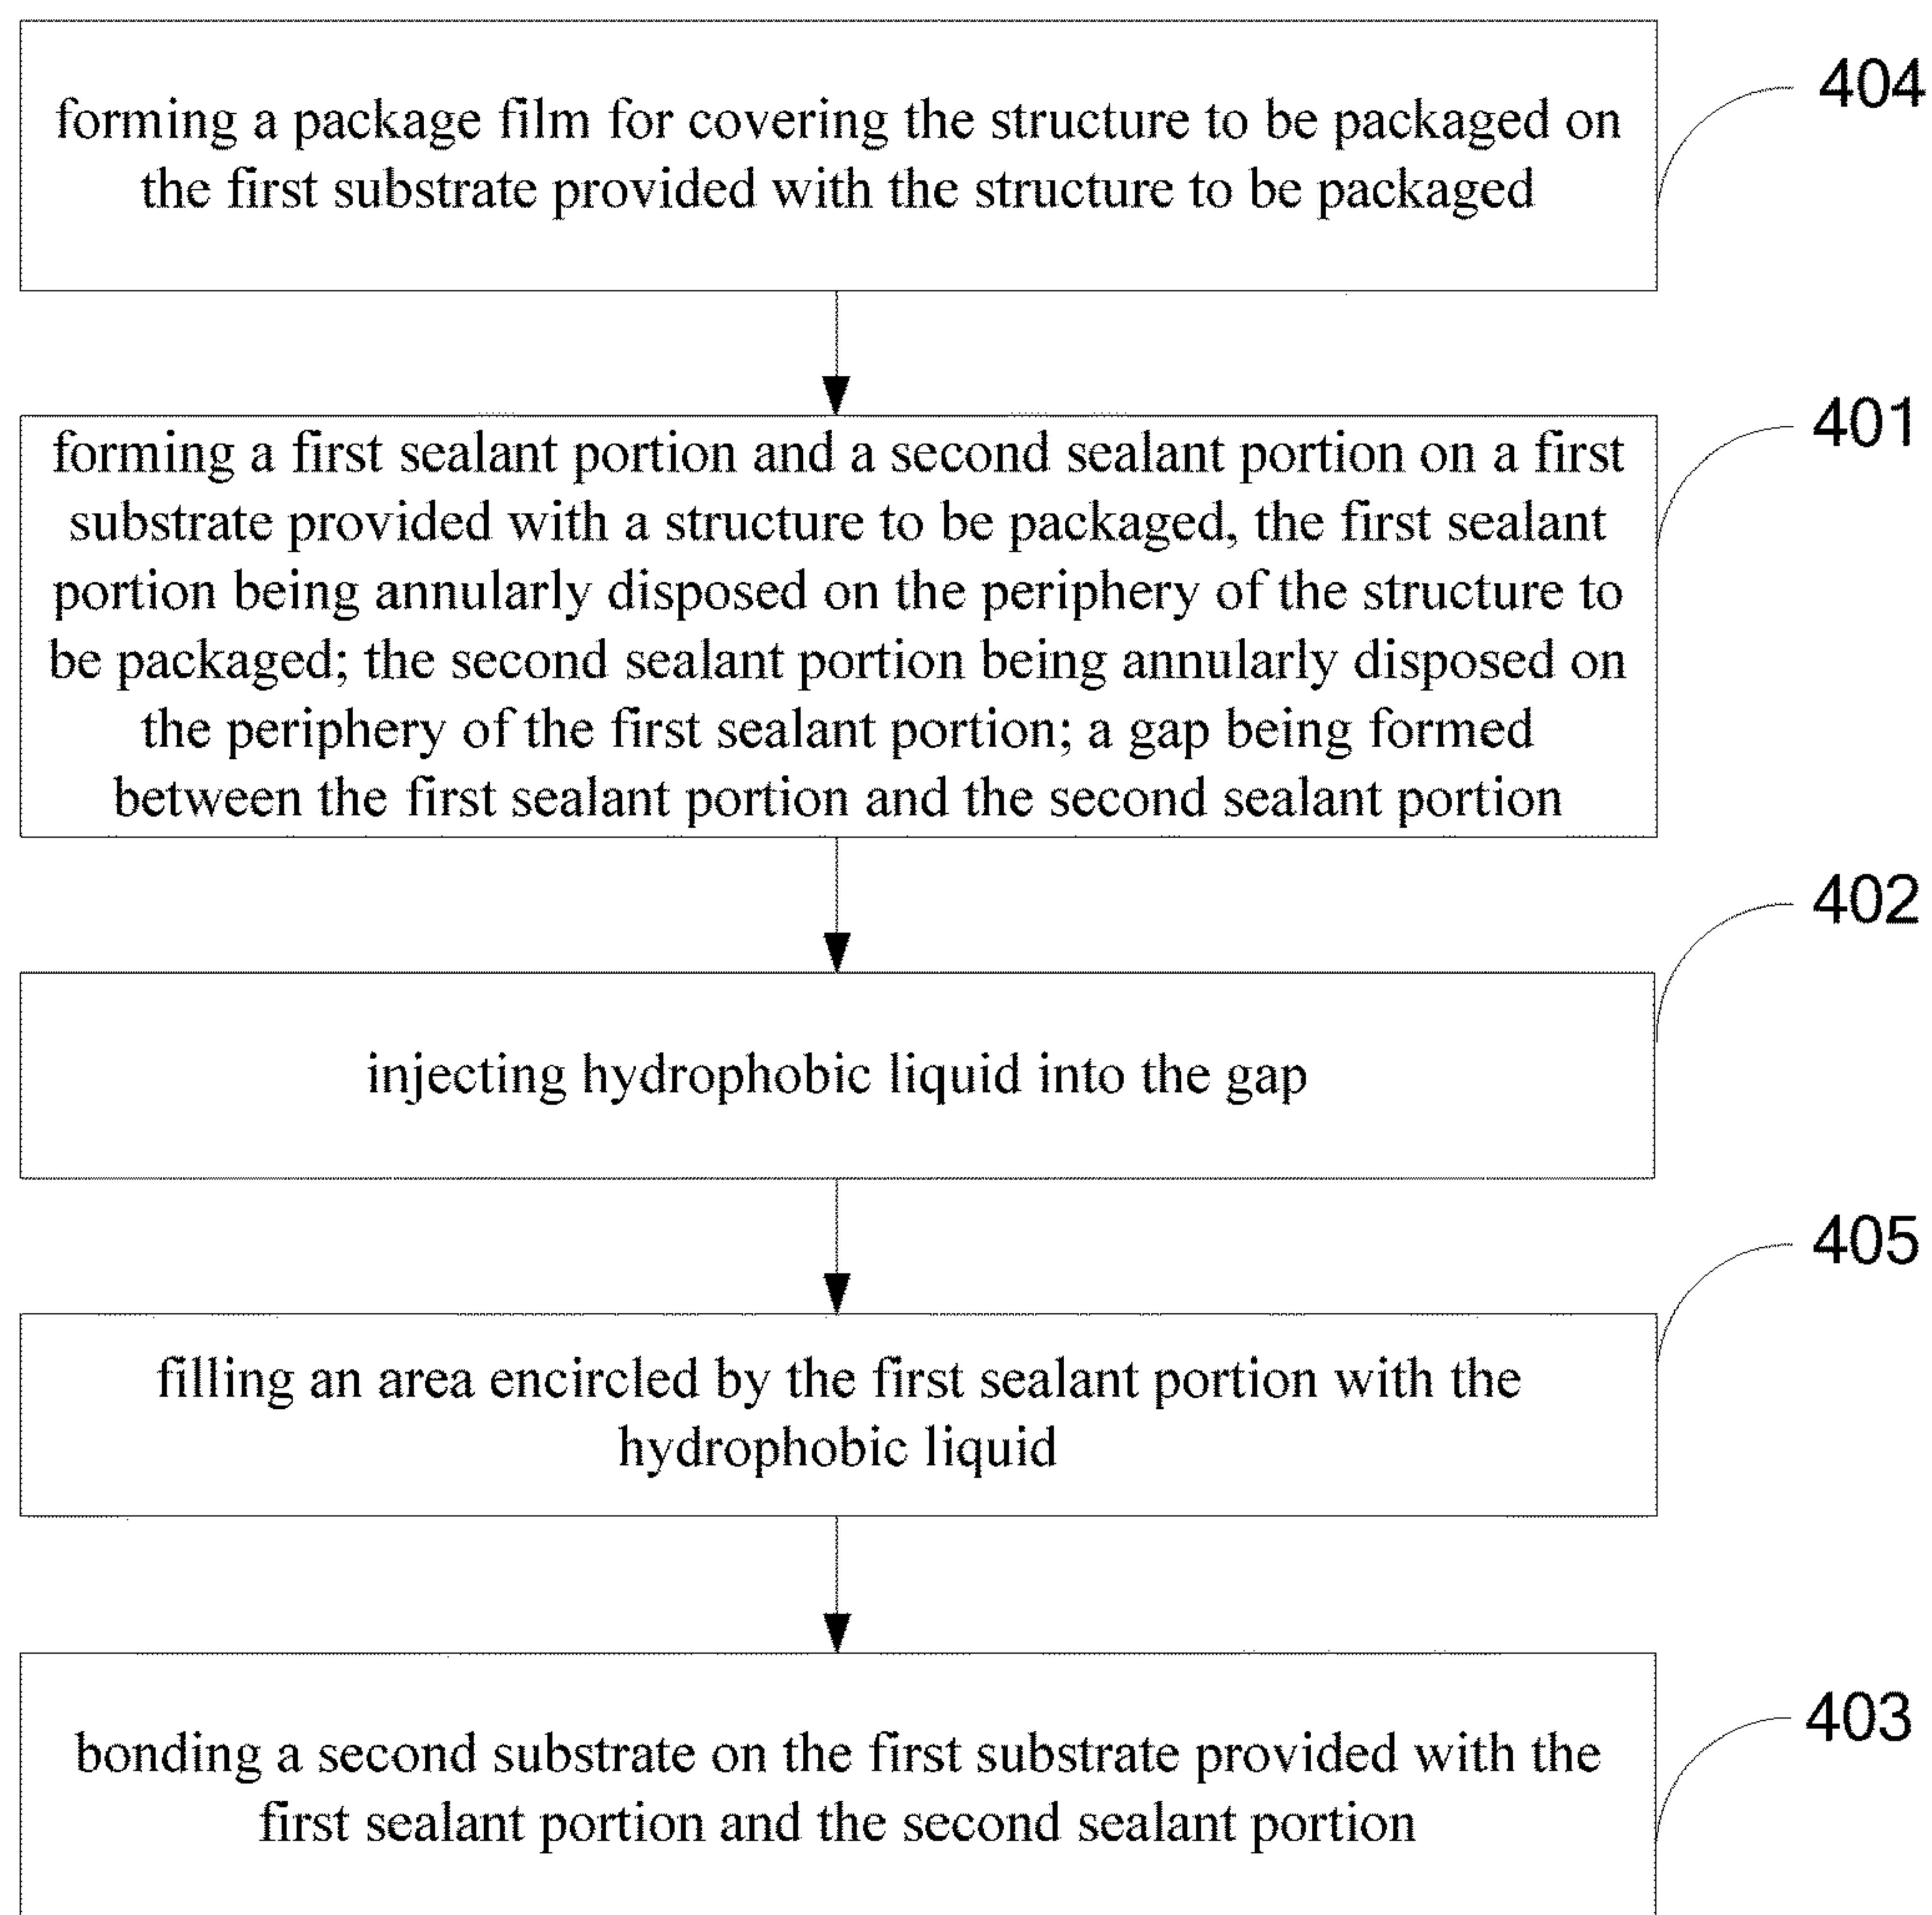 forming a package film for covering the structure to be packaged on
the first substrate provided with the structure to be packaged
404
forming a first sealant portion and a second sealant portion on a first
substrate provided with a structure to be packaged, the first sealant
portion being annularly disposed on the periphery of the structure to
be packaged; the second sealant portion being annularly disposed on
the periphery of the first sealant portion; a gap being formed
between the first sealant portion and the second sealant portion
401
injecting hydrophobic liquid into the gap
402
filling an area encircled by the first sealant portion with the
hydrophobic liquid
405
bonding a second substrate on the first substrate provided with the
first sealant portion and the second sealant portion
403